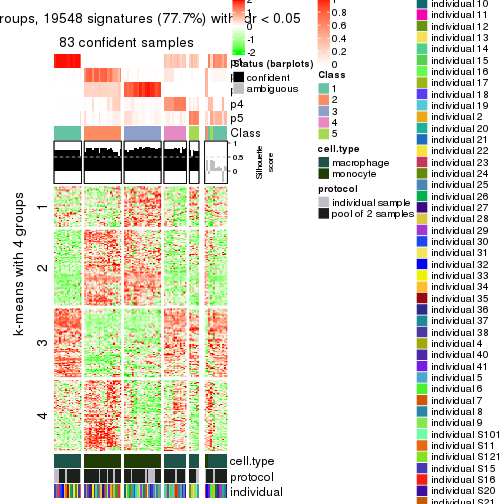 roups, 19548 signatures (77.7%) with fdr < 0.05
83 confident samples
2
1
0
-1
-2
0.8
0.6
0.4
0.2
0
Status (barplots)
confident
ambiguous
Class
1
2
3
4
5
cell.type
macrophage
monocyte
protocol
individual sample
pool of 2 samples
p4
p5
Class
1
0.5
0
Silhouette
score
k-means with 4 groups
1
2
3
4
cell.type
protocol
individual
individual 10
individual 11
individual 12
individual 13
individual 14
individual 15
individual 16
individual 17
individual 18
individual 19
individual 2
individual 20
individual 21
individual 22
individual 23
individual 24
individual 25
individual 26
individual 27
individual 28
individual 29
individual 30
individual 31
individual 32
individual 33
individual 34
individual 35
individual 36
individual 37
individual 38
individual 4
individual 40
individual 41
individual 5
individual 6
individual 7
individual 8
individual 9
individual S101
individual S11
individual S121
individual S15
individual S16
individual S20
individual S21